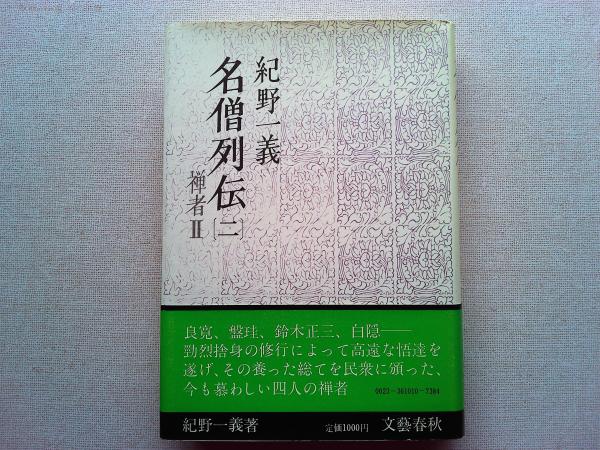 紀野一義
名僧列伝[二]
禅者II
良寛、盤珪、鈴木正三、白隠──
勁烈捨身の修行によって高遠な悟達を
遂げ、その養った総てを民衆に頒った、
今も慕わしい四人の禅者
0023-361010-7384
紀野一義著
定価1000円
文藝春秋